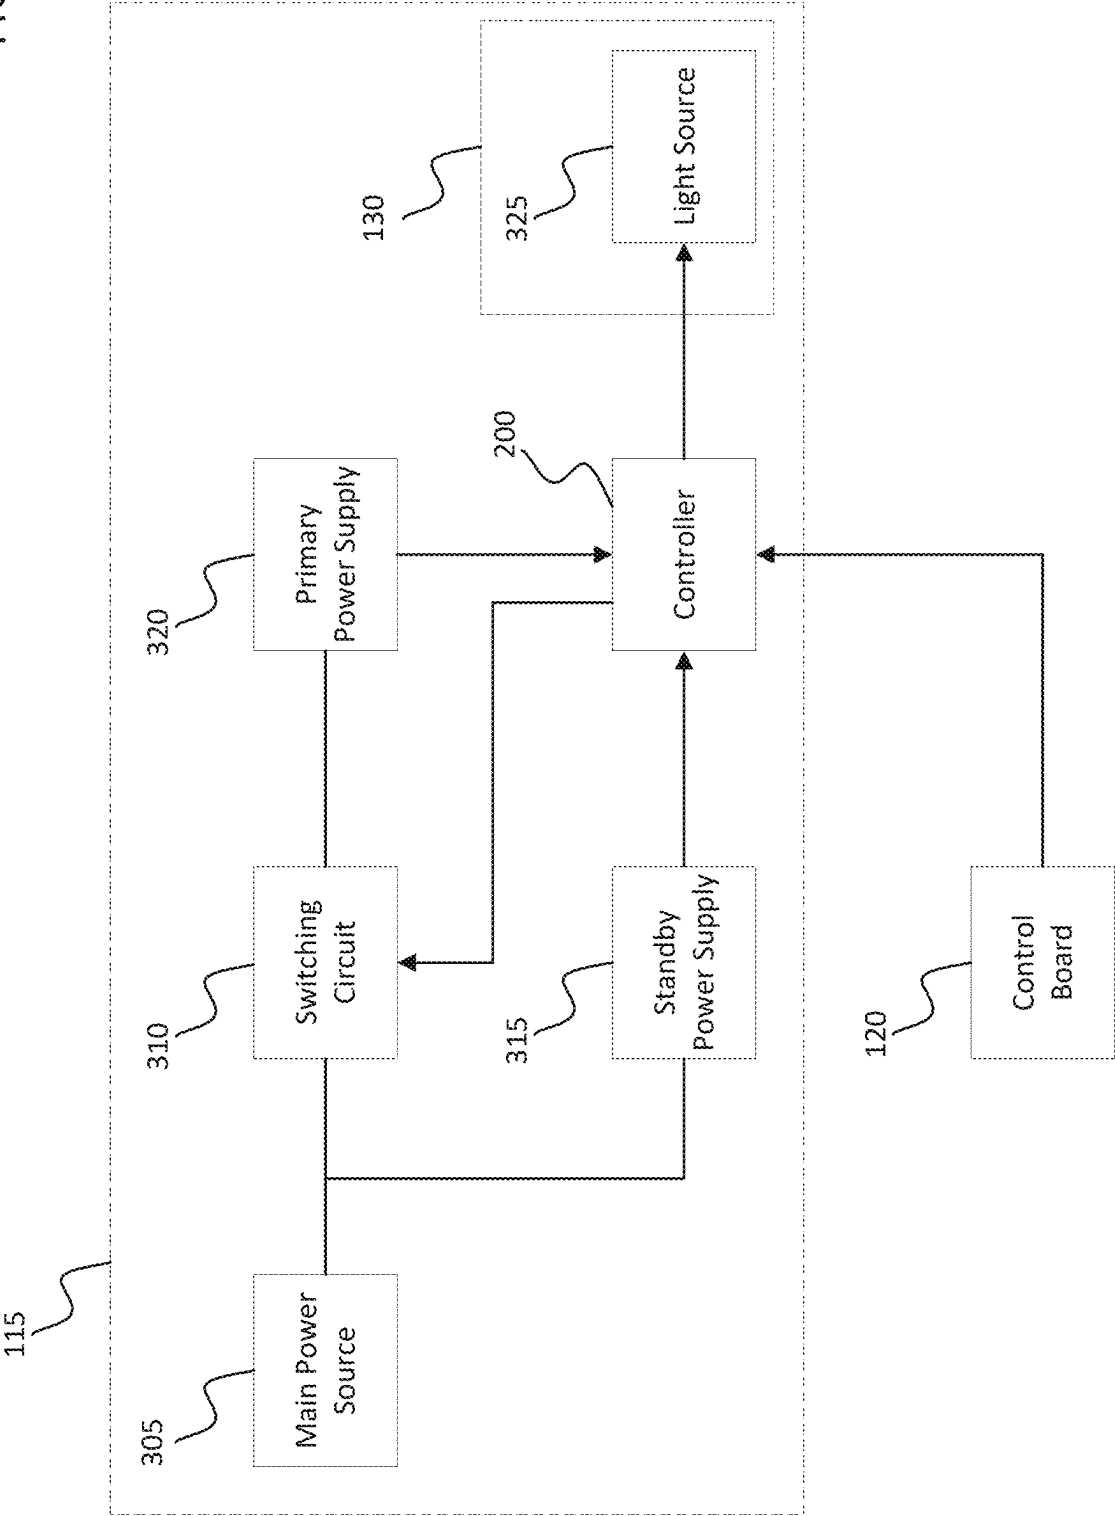 115
305
310
320
Main Power
Source
Switching
Circuit
Primary
Power Supply
130
315
200
325
Standby
Power Supply
Controller
Light Source
120
Control
Board